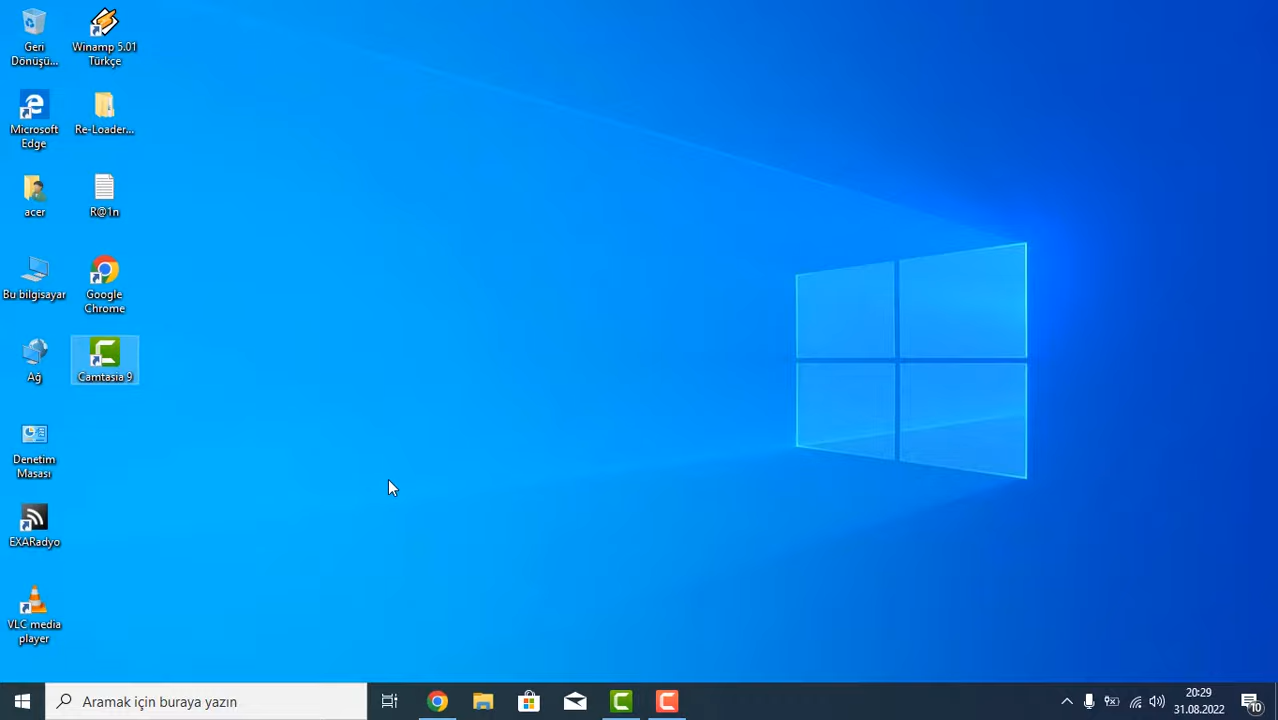 Geri
Dönüşü...
Winamp 5.01
Türkçe
Microsoft
Edge
Re-Loader...
acer
R@1n
Bu bilgisayar
Google
Chrome
Ağ
Camtasia 9
Denetim
Masası
EXARadyo
VLC media
player
Aramak için buraya yazın
20:29
31.08.2022
10